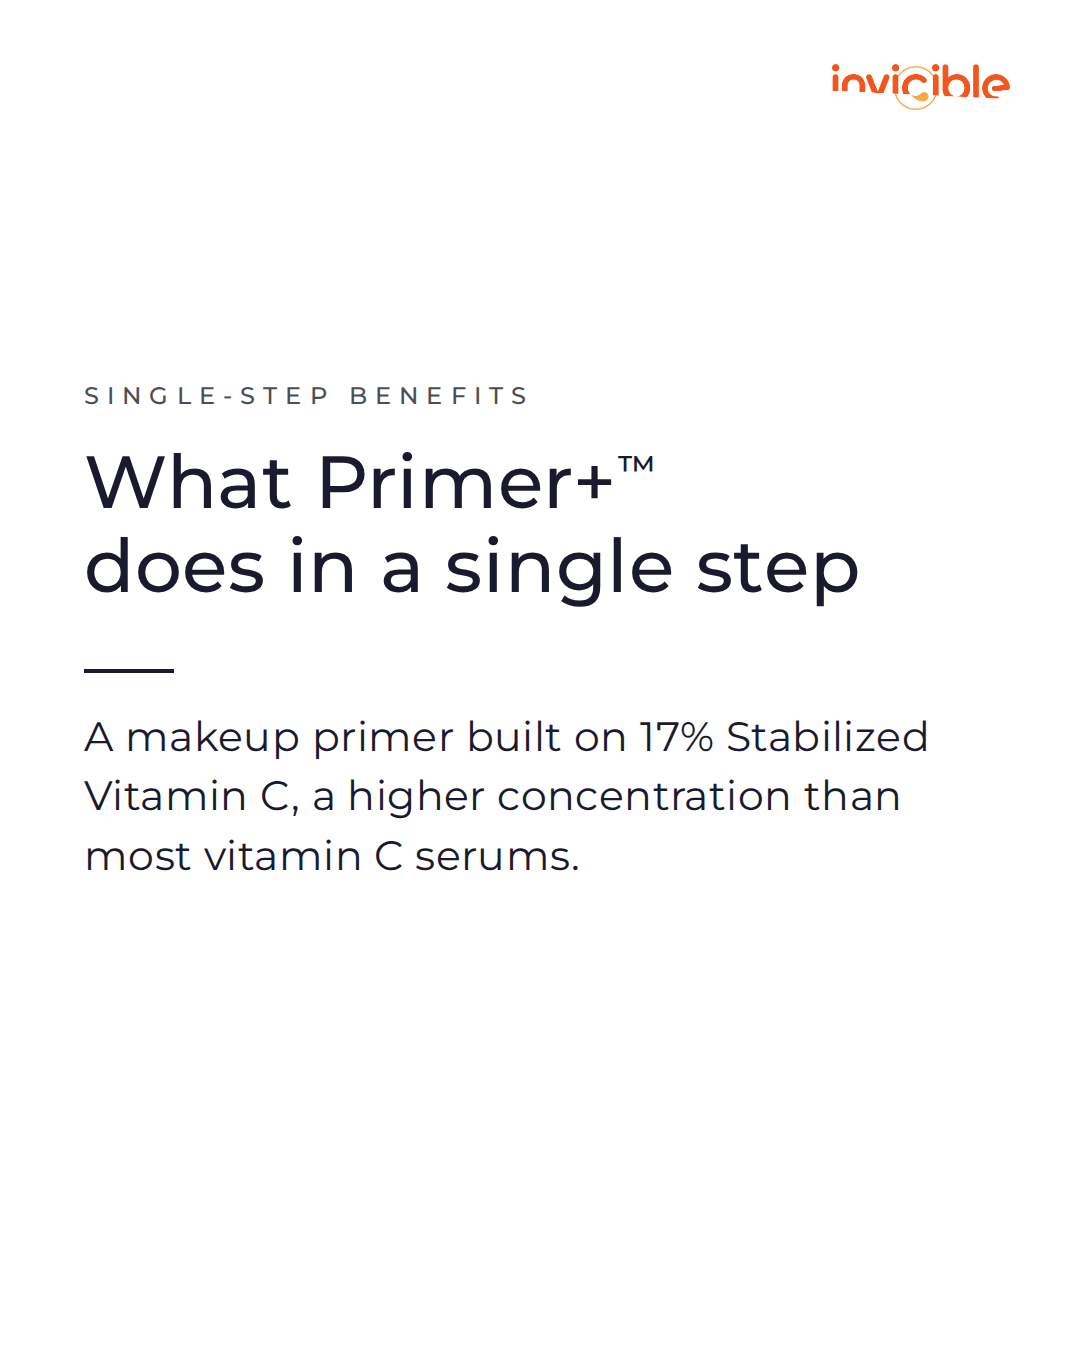 invicible
SINGLE-STEP BENEFITS
What Primer+™
does in a single step
A makeup primer built on 17% Stabilized
Vitamin C, a higher concentration than
most vitamin C serums.